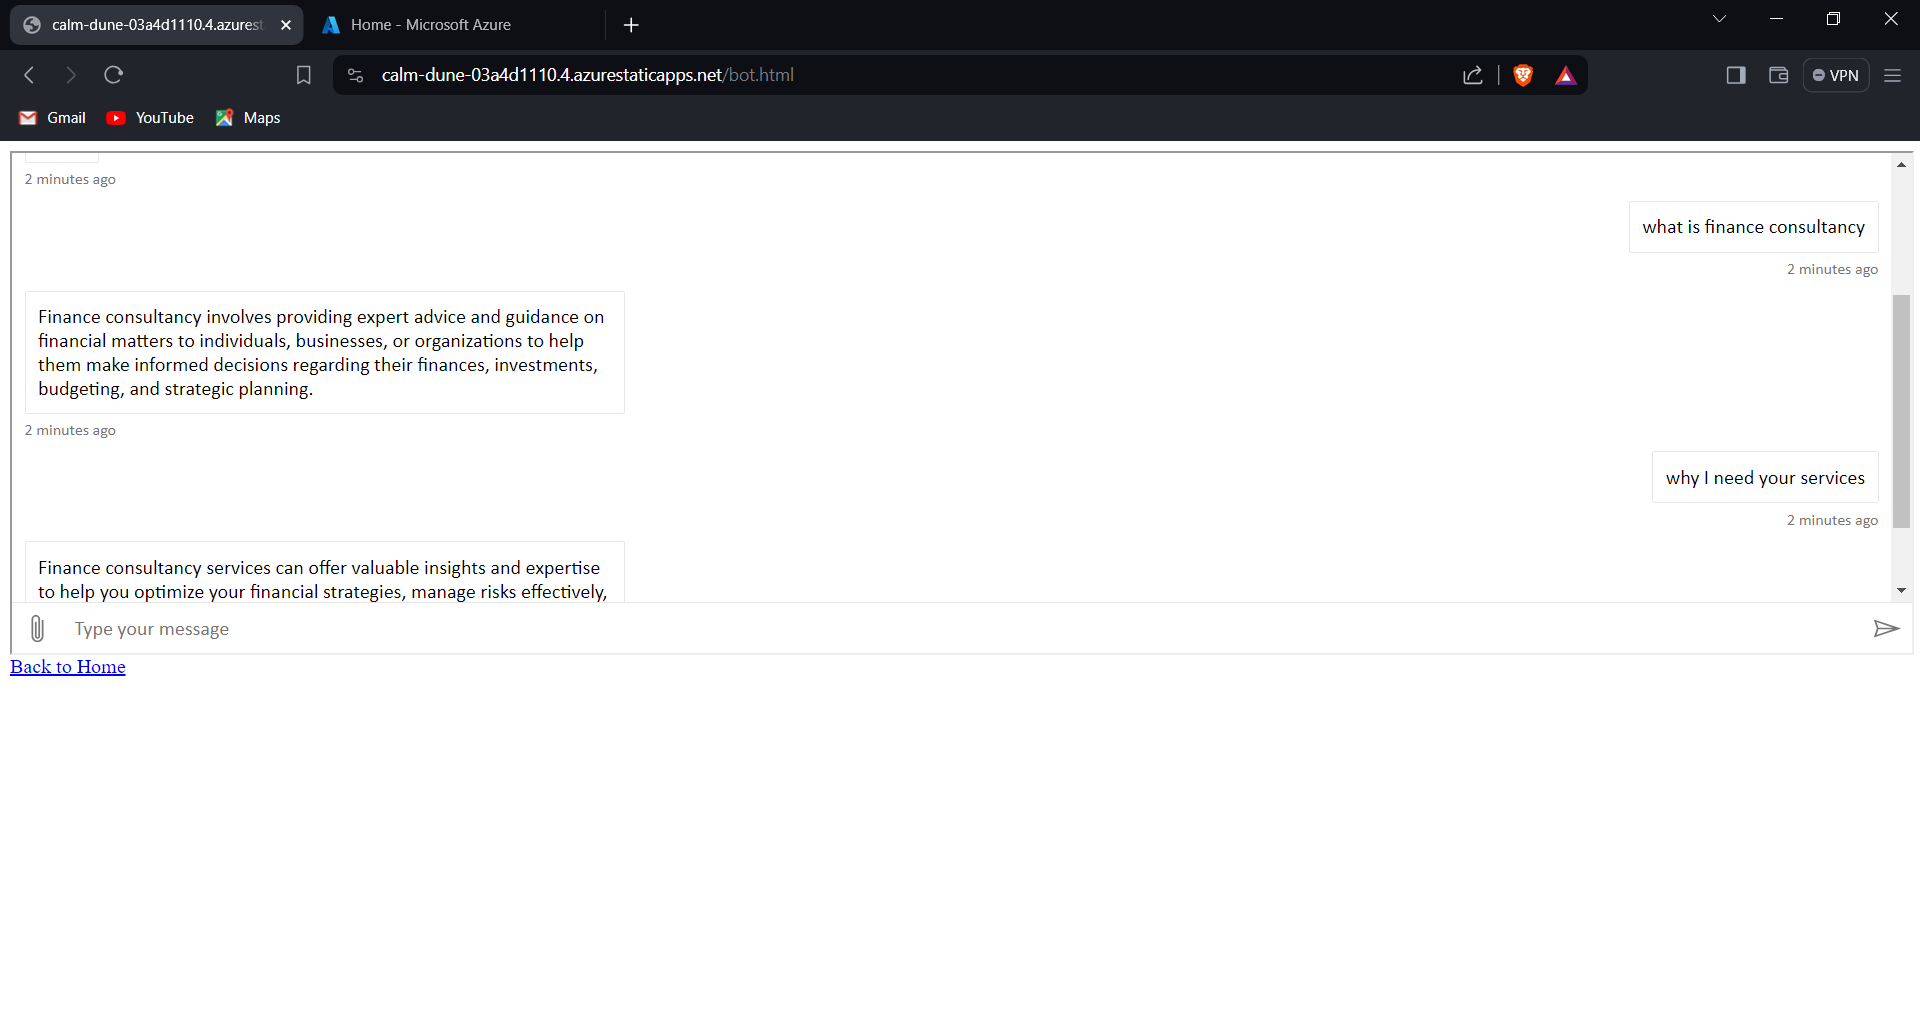 calm-dune-03a4d1110.4.azurest
Home - Microsoft Azure
calm-dune-03a4d1110.4.azurestaticapps.net/bot.html
VPN
Gmail
YouTube
Maps
2 minutes ago
what is finance consultancy
2 minutes ago
Finance consultancy involves providing expert advice and guidance on
financial matters to individuals, businesses, or organizations to help
them make informed decisions regarding their finances, investments,
budgeting, and strategic planning.
2 minutes ago
why I need your services
2 minutes ago
Finance consultancy services can offer valuable insights and expertise
to help you optimize your financial strategies, manage risks effectively,
Type your message
Back to Home